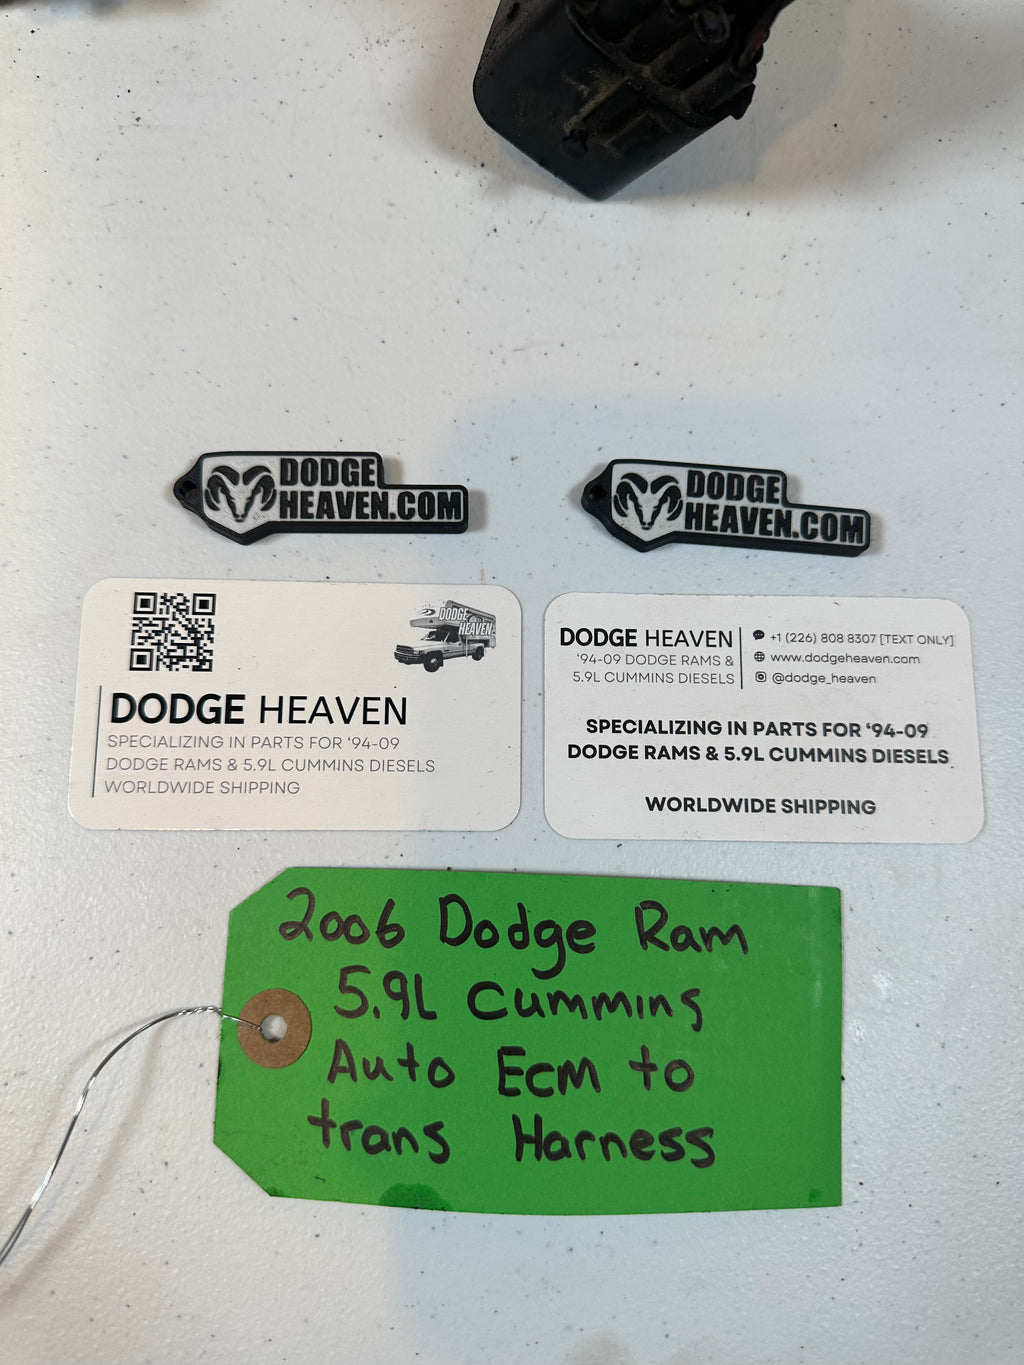 DODGE
HEAVEN.COM
DODGE
HEAVEN.COM
DODGE
HEAVEN
DODGE HEAVEN
SPECIALIZING IN PARTS FOR ‘94-09
DODGE RAMS & 5.9L CUMMINS DIESELS
WORLDWIDE SHIPPING
DODGE HEAVEN
‘94-09 DODGE RAMS &
5.9L CUMMINS DIESELS
+1 (226) 808 8307 [TEXT ONLY]
www.dodgeheaven.com
@dodge_heaven
SPECIALIZING IN PARTS FOR ‘94-09
DODGE RAMS & 5.9L CUMMINS DIESELS
WORLDWIDE SHIPPING
2006 Dodge Ram
5.9L Cummins
Auto Ecm to
trans Harness